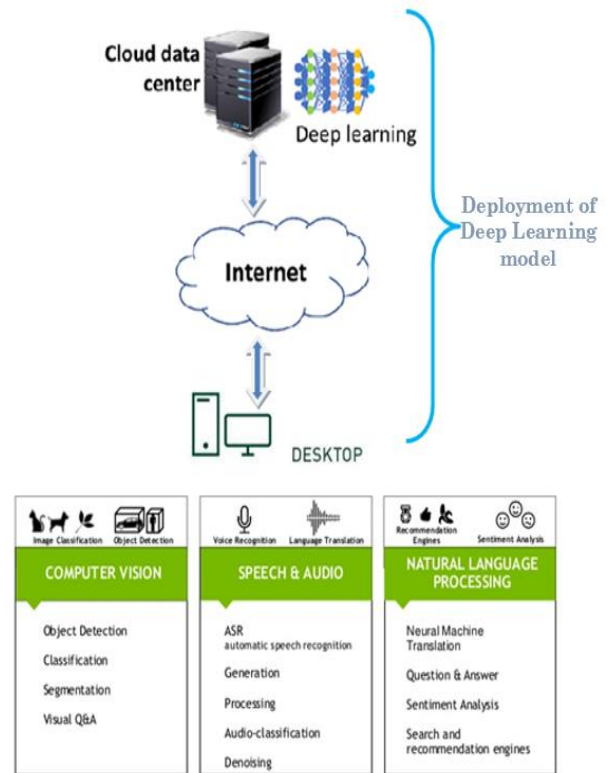 Cloud data
center
Deep learning
Deployment of
Deep Learning
model
Internet
DESKTOP
Image Classification
Object Detection
COMPUTER VISION
Object Detection
Classification
Segmentation
Visual Q&A
Voice Recognition
Language Translation
SPEECH & AUDIO
ASR
automatic speech recognition
Generation
Processing
Audio-classification
Denoising
Recommendation
Engines
Sentiment Analysis
NATURAL LANGUAGE
PROCESSING
Neural Machine
Translation
Question & Answer
Sentiment Analysis
Search and
recommendation engines